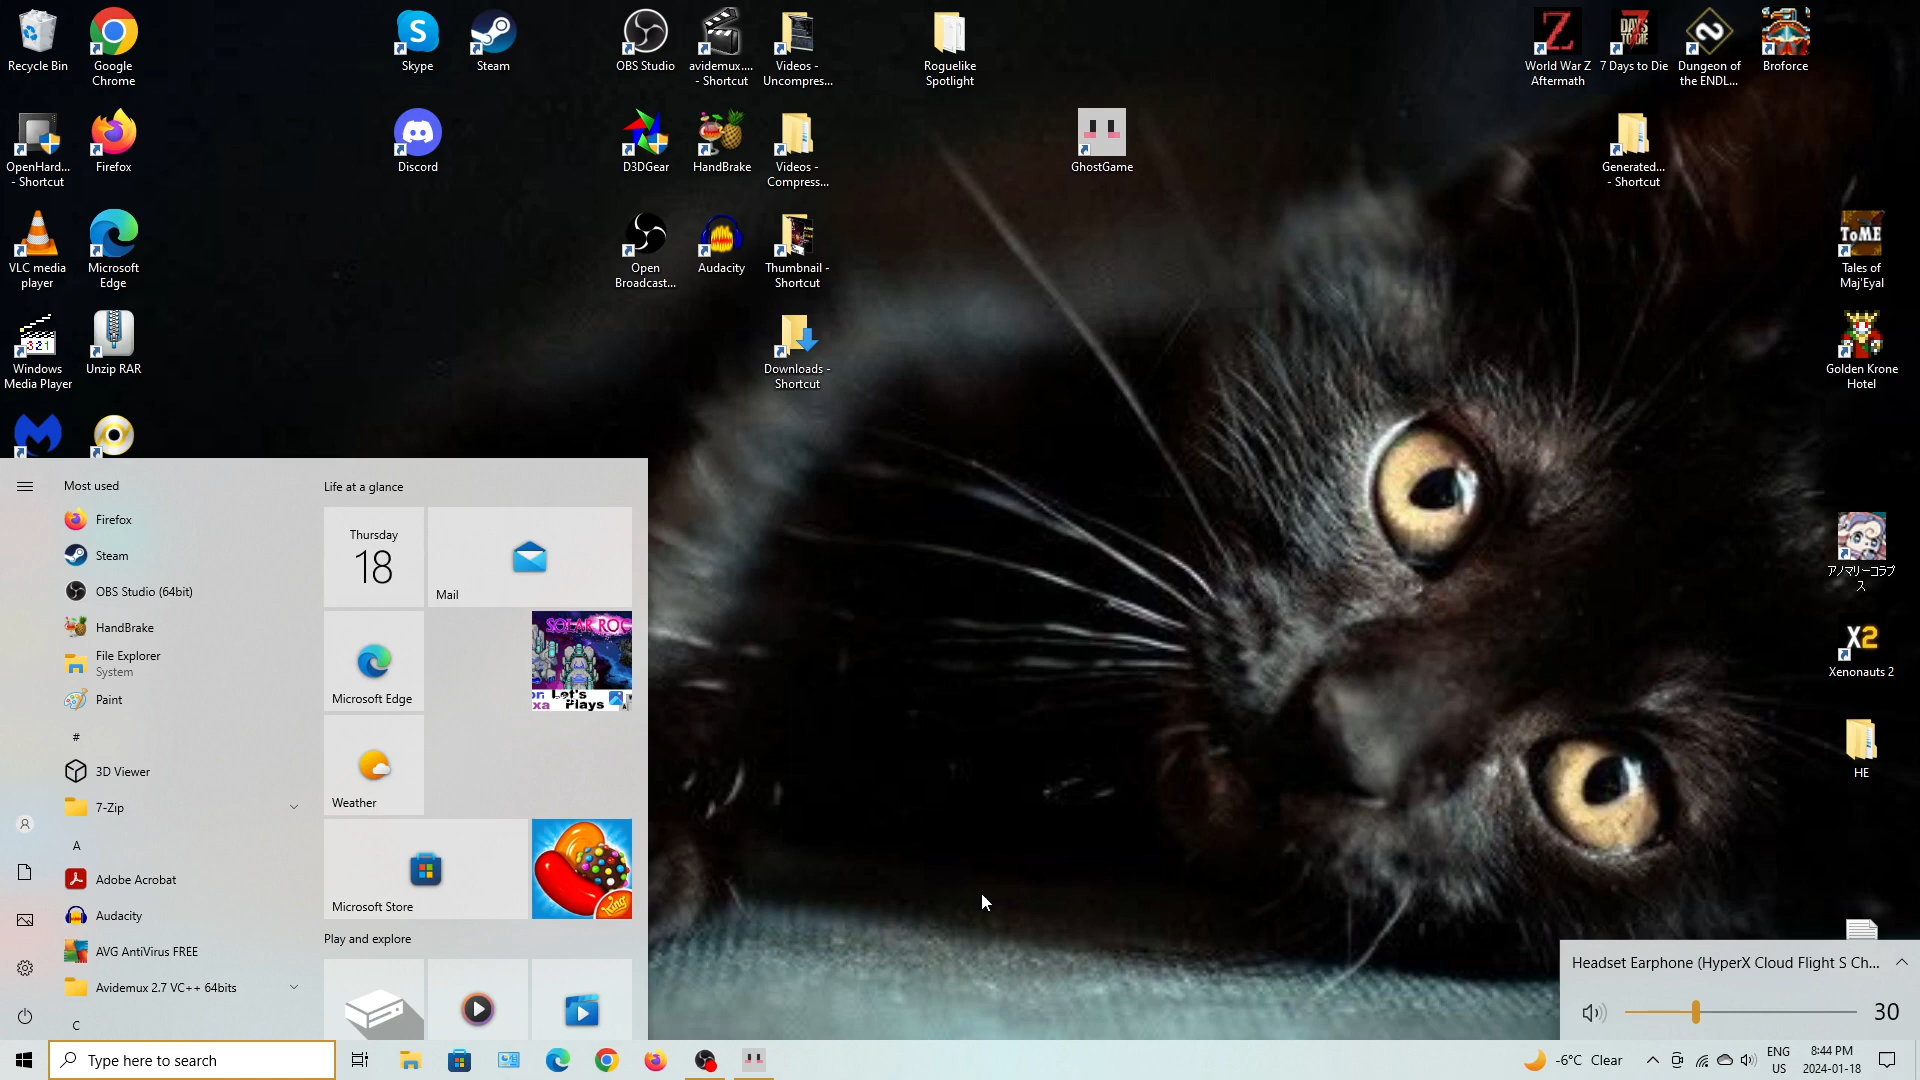 Recycle Bin
Google
Chrome
Skype
Steam
OBS Studio
avidemux....
- Shortcut
Videos -
Uncompres...
Roguelike
Spotlight
World War Z
Aftermath
7 Days to Die
Dungeon of
the ENDL...
Broforce
OpenHard...
- Shortcut
Firefox
Discord
D3DGear
HandBrake
Videos -
Compress...
GhostGame
Generated...
- Shortcut
VLC media
player
Microsoft
Edge
Open
Broadcast...
Audacity
Thumbnail -
Shortcut
ToME
Tales of
Maj'Eyal
Windows
Media Player
Unzip RAR
Downloads -
Shortcut
Golden Krone
Hotel
アノマリーコラプ
ス
X2
Xenonauts 2
HE
Most used
Firefox
Steam
OBS Studio (64bit)
HandBrake
File Explorer
System
Paint
#
3D Viewer
7-Zip
A
Adobe Acrobat
Audacity
AVG AntiVirus FREE
Avidemux 2.7 VC++ 64bits
C
Life at a glance
Thursday
18
Mail
Microsoft Edge
SOLAR ROC
Let's
xa Plays
Weather
Microsoft Store
King
Play and explore
Headset Earphone (HyperX Cloud Flight S Ch...
30
Type here to search
-6°C Clear
ENG
US
8:44 PM
2024-01-18